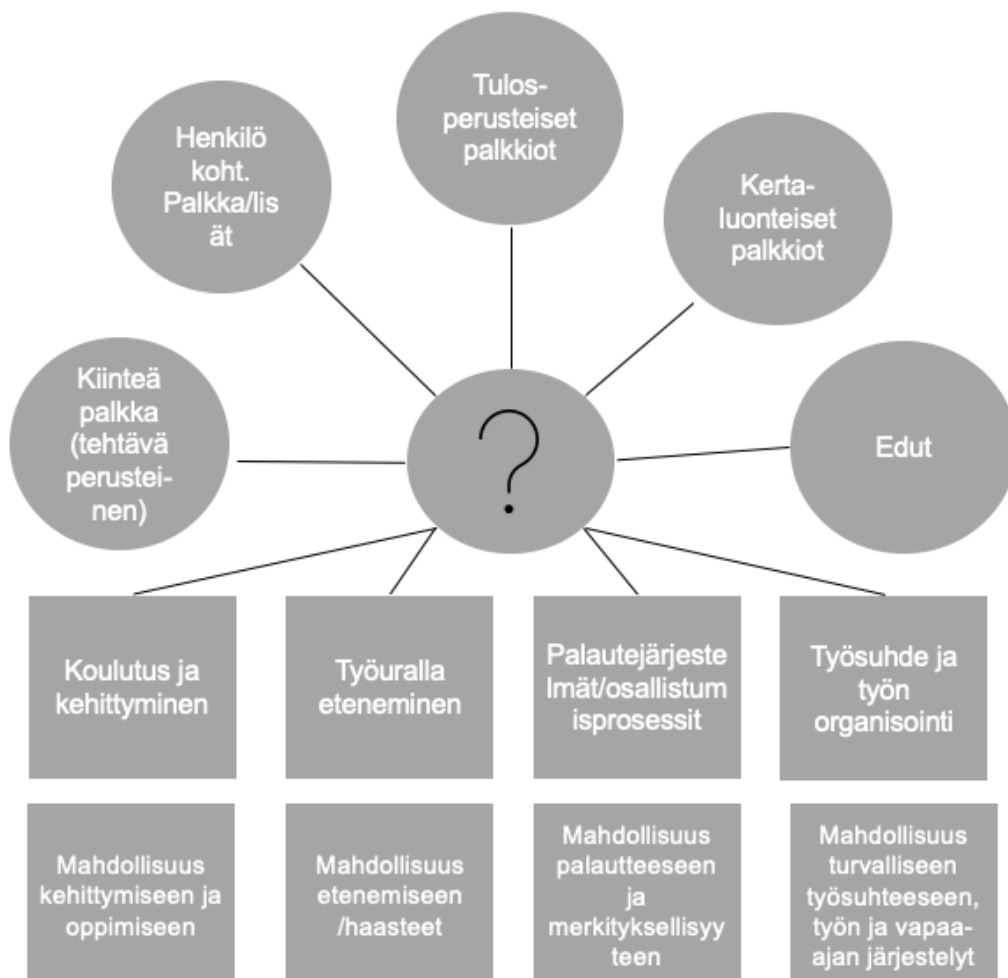 Tulos-
perusteiset
palkkiot
Henkilö
koht.
Palkka/lis
ät
Kerta-
luonteiset
palkkiot
Kiinteä
palkka
(tehtävä
perustei-
nen)
?
Edut
Koulutus ja
kehittyminen
Työuralla
eteneminen
Palautejärjeste
lmät/osallistum
isprosessit
Työsuhde ja
työn
organisointi
Mahdollisuus
kehittymiseen ja
oppimiseen
Mahdollisuus
etenemiseen
/haasteet
Mahdollisuus
palautteeseen
ja
merkityksellisyy
teen
Mahdollisuus
turvalliseen
työsuhteeseen,
työn ja vapaa-
ajan järjestelyt